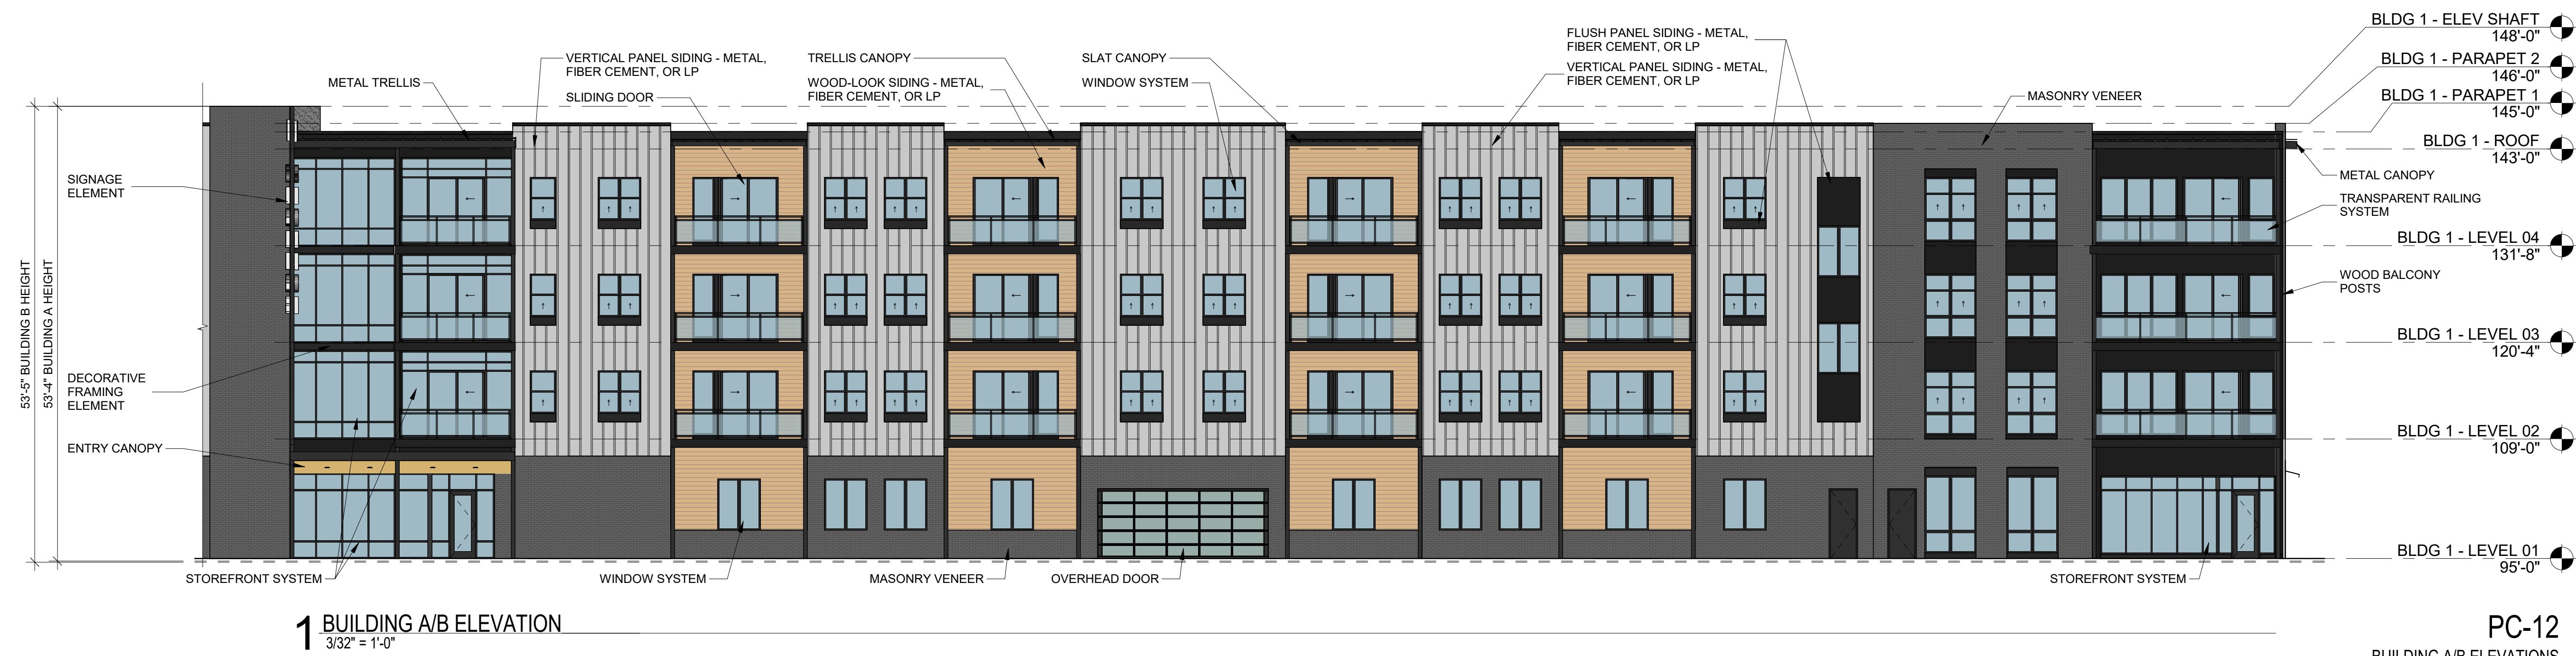 BLDG 1 - ELEV SHAFT
148'-0"
BLDG 1 - PARAPET 2
146'-0"
BLDG 1 - PARAPET 1
145'-0"
BLDG 1 - ROOF
143'-0"
BLDG 1 - LEVEL 04
131'-8"
BLDG 1 - LEVEL 03
120'-4"
BLDG 1 - LEVEL 02
109'-0"
BLDG 1 - LEVEL 01
95'-0"
METAL TRELLIS
VERTICAL PANEL SIDING - METAL,
FIBER CEMENT, OR LP
SLIDING DOOR
TRELLIS CANOPY
WOOD-LOOK SIDING - METAL,
FIBER CEMENT, OR LP
SLAT CANOPY
WINDOW SYSTEM
FLUSH PANEL SIDING - METAL,
FIBER CEMENT, OR LP
VERTICAL PANEL SIDING - METAL,
FIBER CEMENT, OR LP
MASONRY VENEER
METAL CANOPY
TRANSPARENT RAILING
SYSTEM
WOOD BALCONY
POSTS
SIGNAGE
ELEMENT
53'-5" BUILDING B HEIGHT
53'-4" BUILDING A HEIGHT
DECORATIVE
FRAMING
ELEMENT
ENTRY CANOPY
STOREFRONT SYSTEM
WINDOW SYSTEM
MASONRY VENEER
OVERHEAD DOOR
STOREFRONT SYSTEM
1 BUILDING A/B ELEVATION
3/32" = 1'-0"
PC-12
BUILDING A/B ELEVATIONS